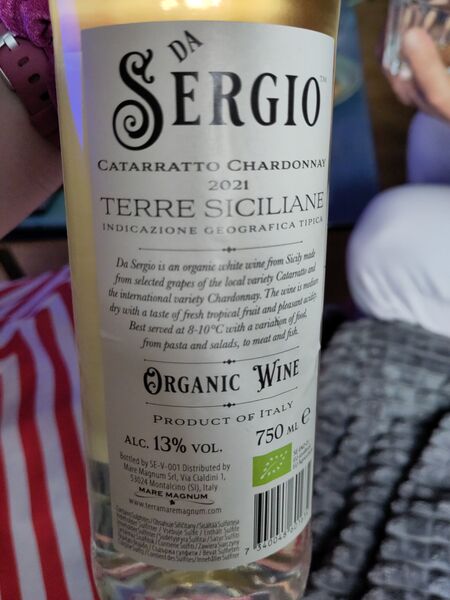 DA
SERGIO™
CATARRATTO CHARDONNAY
2021
TERRE SICILIANE
INDICAZIONE GEOGRAFICA TIPICA
Da Sergio is an organic white wine from Sicily made
from selected grapes of the local variety Catarratto and
the international variety Chardonnay. The wine is medium
dry with a taste of fresh tropical fruit and pleasant acidity.
Best served at 8-10°C with a variation of food,
from pasta and salads, to meat and fish.
ORGANIC WINE
PRODUCT OF ITALY
ALC. 13% VOL. 750 ML e
Bottled by SE-V-001 Distributed by
Mare Magnum Srl, Via Cialdini 1,
53024 Montalcino (Si), Italy
MARE MAGNUM
www.terramaremagnum.com